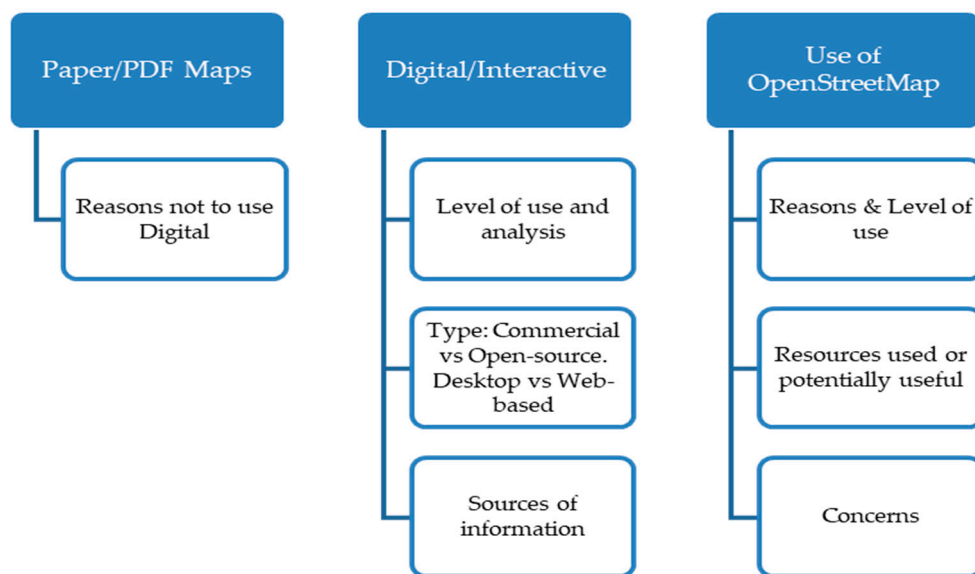 Paper/PDF Maps
Reasons not to use
Digital
Digital/Interactive
Level of use and
analysis
Type: Commercial
vs Open-source.
Desktop vs Web-
based
Sources of
information
Use of
OpenStreetMap
Reasons & Level of
use
Resources used or
potentially useful
Concerns